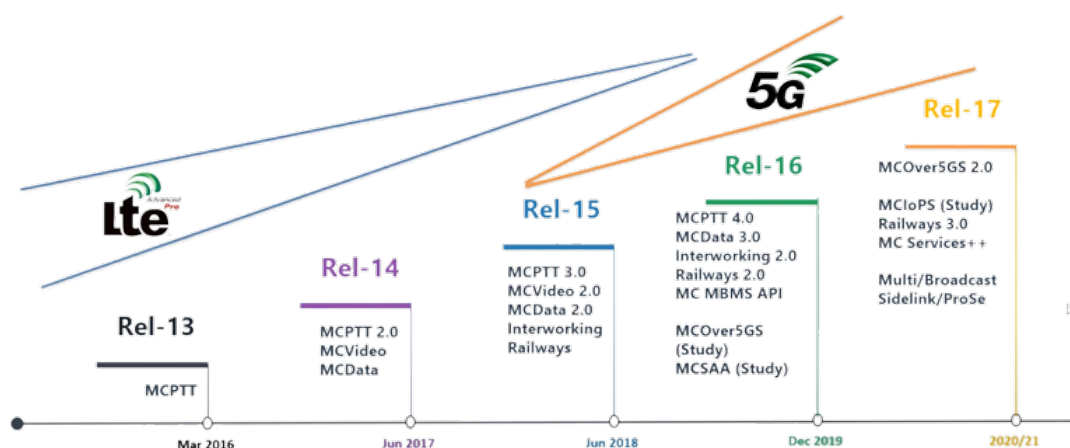 Lte
Advanced
Pro
5G
Rel-13
MCPTT
Mar 2016
Rel-14
MCPTT 2.0
MCVideo
MCData
Jun 2017
Rel-15
MCPTT 3.0
MCVideo 2.0
MCData 2.0
Interworking
Railways
Jun 2018
Rel-16
MCPTT 4.0
MCData 3.0
Interworking 2.0
Railways 2.0
MC MBMS API
MCOver5GS
(Study)
MCSAA (Study)
Dec 2019
Rel-17
MCOver5GS 2.0
MCIoPS (Study)
Railways 3.0
MC Services++
Multi/Broadcast
Sidelink/ProSe
2020/21